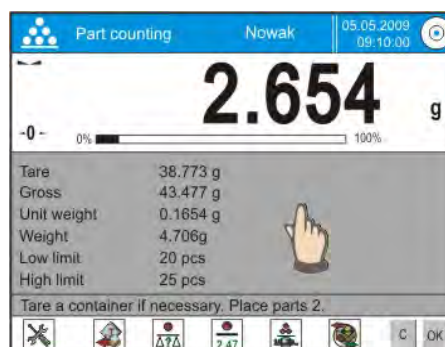 Part counting Nowak 05.05.2009
09:10:00
2.654 g
-0- 0% 100%
Tare 38.773 g
Gross 43.477 g
Unit weight 0.1654 g
Weight 4.706g
Low limit 20 pcs
High limit 25 pcs
Tare a container if necessary. Place parts 2.
2.47 C OK